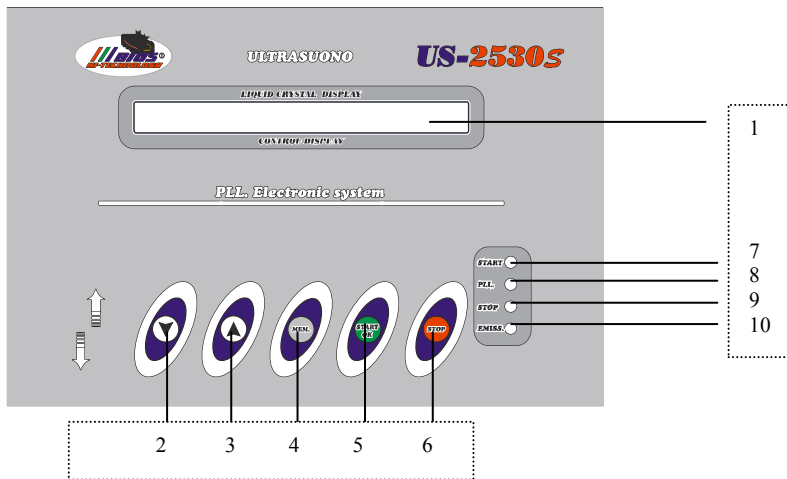 ULTRASUONO
US-2530s
LIQUID CRYSTAL DISPLAY
CONTROL DISPLAY
1
PLL. Electronic system
START
7
PLL.
8
STOP
9
EMISS.
10
MEM.
START
OK
STOP
2 3 4 5 6